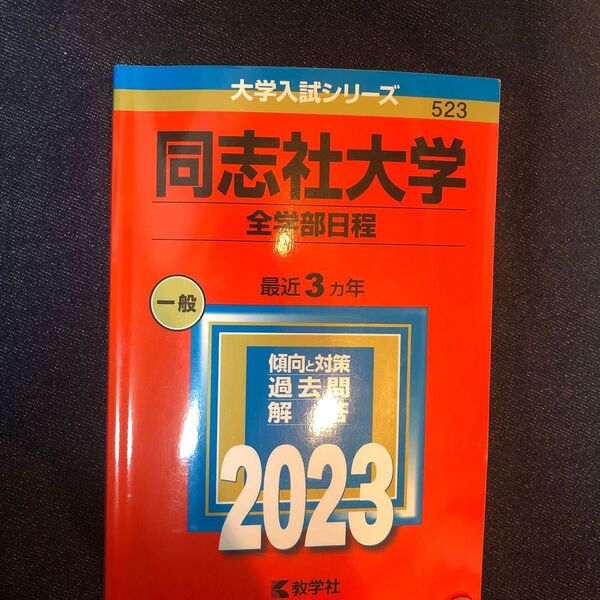 大学入試シリーズ
523
同志社大学
全学部日程
最近3カ年
一般
傾向と対策
過去問
解答
2023
教学社